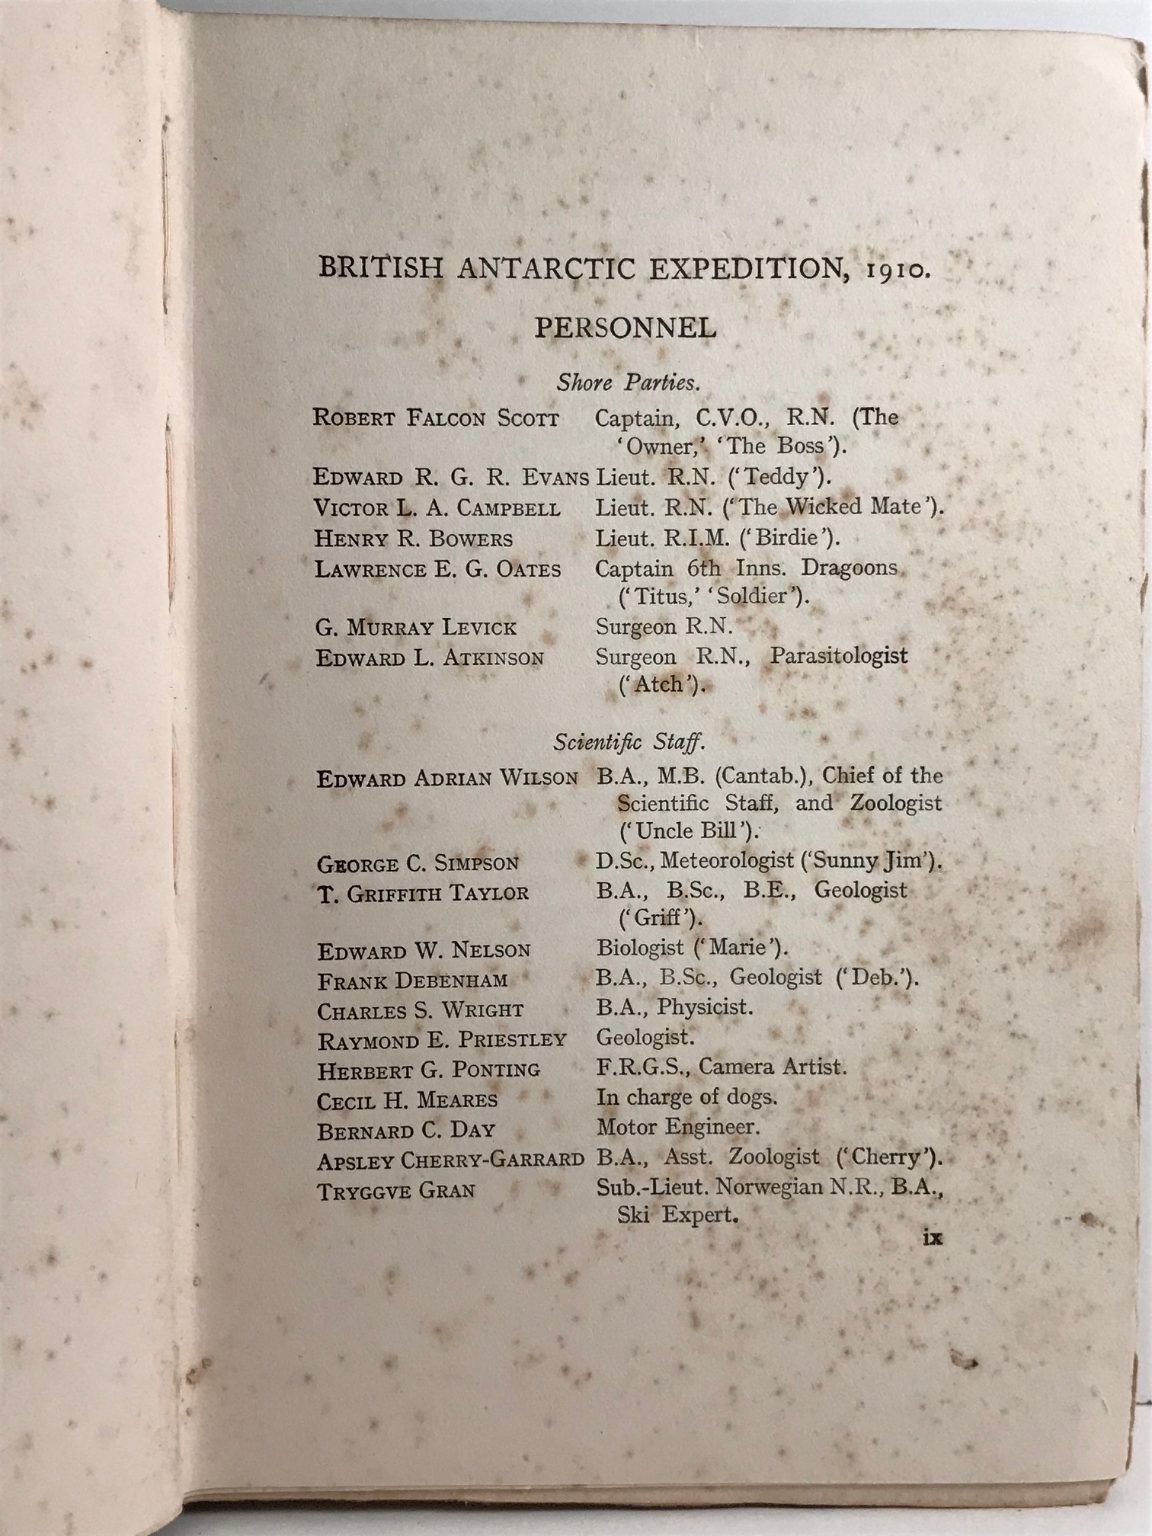 BRITISH ANTARCTIC EXPEDITION, 1910.
PERSONNEL
Shore Parties.
ROBERT FALCON SCOTT Captain, C.V.O., R.N. (The
‘Owner,’ ‘The Boss’).
EDWARD R. G. R. EVANS Lieut. R.N. (‘Teddy’).
VICTOR L. A. CAMPBELL Lieut. R.N. (‘The Wicked Mate’).
HENRY R. BOWERS Lieut. R.I.M. (‘Birdie’).
LAWRENCE E. G. OATES Captain 6th Inns. Dragoons
(‘Titus,’ ‘Soldier’).
G. MURRAY LEVICK Surgeon R.N.
EDWARD L. ATKINSON Surgeon R.N., Parasitologist
(‘Atch’).
Scientific Staff.
EDWARD ADRIAN WILSON B.A., M.B. (Cantab.), Chief of the
Scientific Staff, and Zoologist
(‘Uncle Bill’).
GEORGE C. SIMPSON D.Sc., Meteorologist (‘Sunny Jim’).
T. GRIFFITH TAYLOR B.A., B.Sc., B.E., Geologist
(‘Griff’).
EDWARD W. NELSON Biologist (‘Marie’).
FRANK DEBENHAM B.A., B.Sc., Geologist (‘Deb.’).
CHARLES S. WRIGHT B.A., Physicist.
RAYMOND E. PRIESTLEY Geologist.
HERBERT G. PONTING F.R.G.S., Camera Artist.
CECIL H. MEARES In charge of dogs.
BERNARD C. DAY Motor Engineer.
APSLEY CHERRY-GARRARD B.A., Asst. Zoologist (‘Cherry’).
TRYGGVE GRAN Sub.-Lieut. Norwegian N.R., B.A.,
Ski Expert.
ix